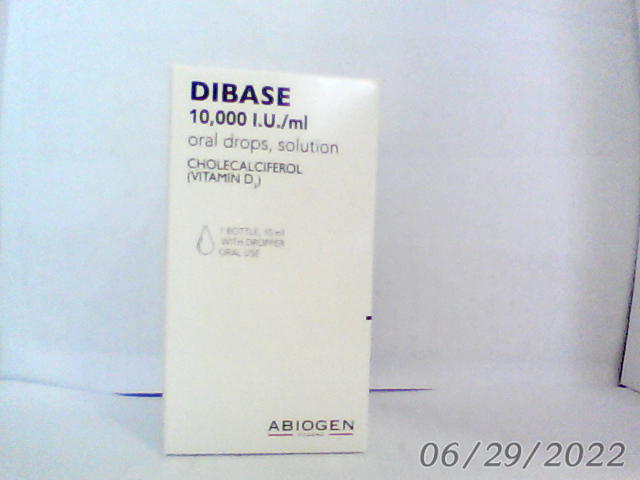 DIBASE
10,000 I.U./ml
oral drops, solution
CHOLECALCIFEROL
(VITAMIN D₃)
1 BOTTLE, 10 ml
WITH DROPPER
ORAL USE
ABIOGEN
PHARMA
06/29/2022